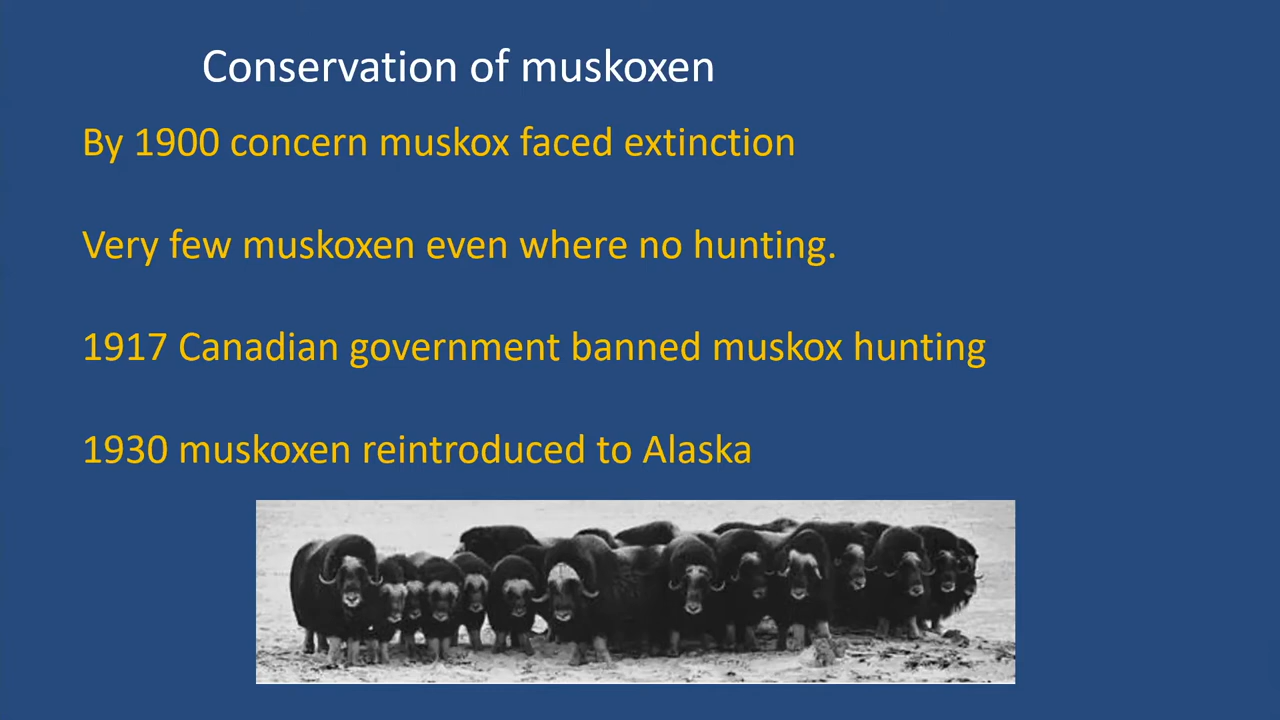 Conservation of muskoxen
By 1900 concern muskox faced extinction
Very few muskoxen even where no hunting.
1917 Canadian government banned muskox hunting
1930 muskoxen reintroduced to Alaska